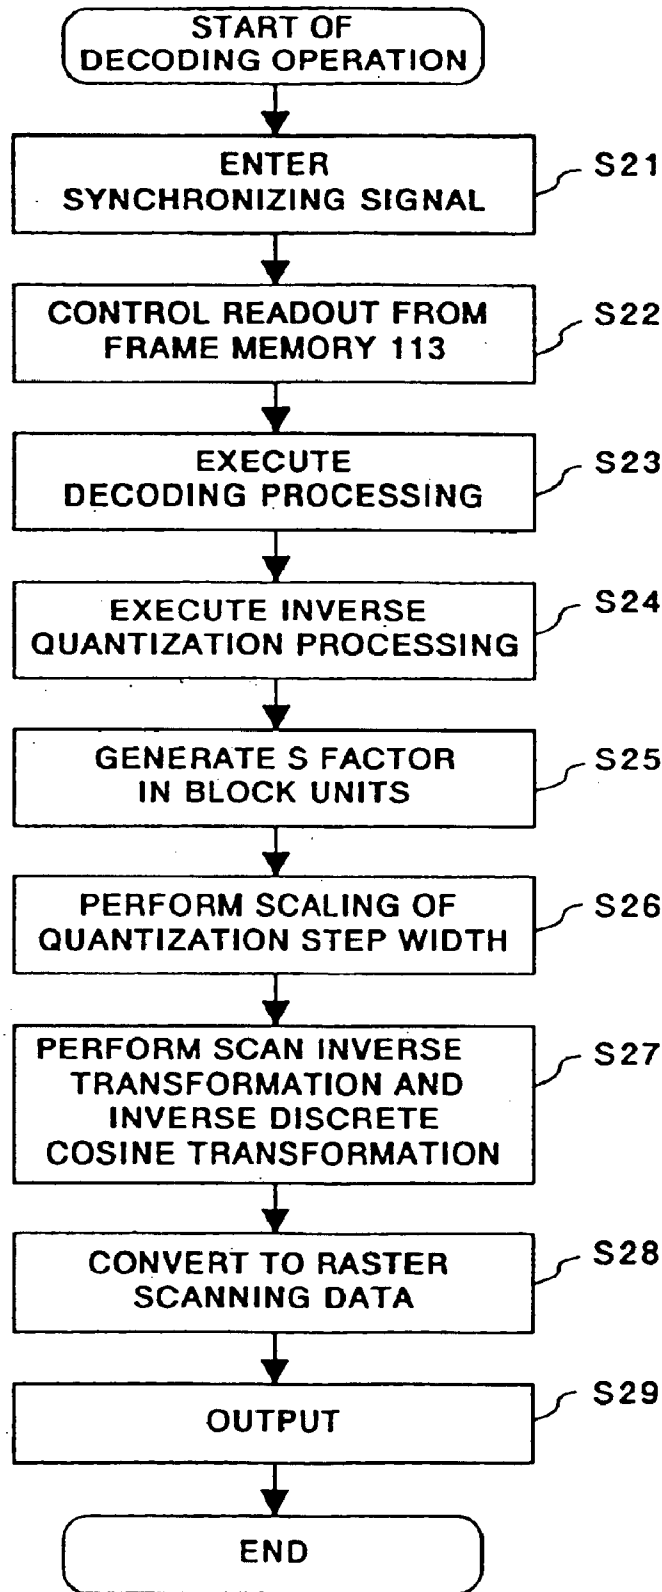 START OF
DECODING OPERATION
ENTER
SYNCHRONIZING SIGNAL
S21
CONTROL READOUT FROM
FRAME MEMORY 113
S22
EXECUTE
DECODING PROCESSING
S23
EXECUTE INVERSE
QUANTIZATION PROCESSING
S24
GENERATE S FACTOR
IN BLOCK UNITS
S25
PERFORM SCALING OF
QUANTIZATION STEP WIDTH
S26
PERFORM SCAN INVERSE
TRANSFORMATION AND
INVERSE DISCRETE
COSINE TRANSFORMATION
S27
CONVERT TO RASTER
SCANNING DATA
S28
OUTPUT
S29
END